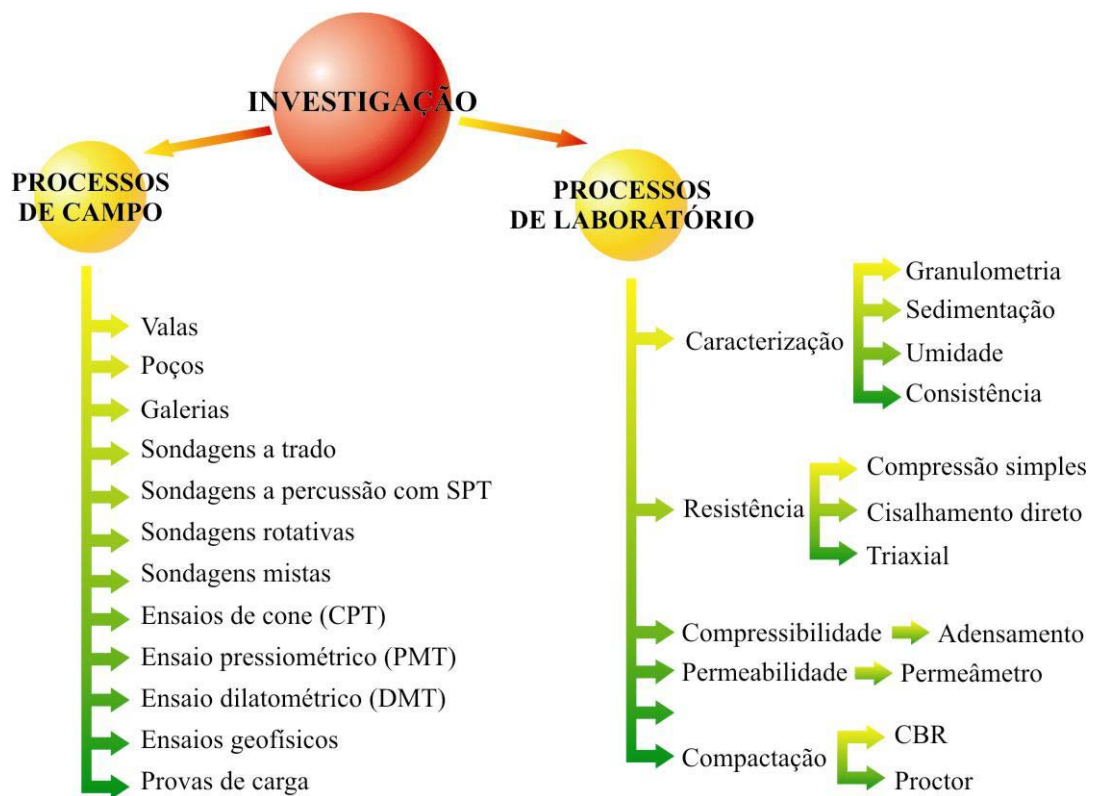 INVESTIGAÇÃO
PROCESSOS
DE CAMPO
Valas
Poços
Galerias
Sondagens a trado
Sondagens a percussão com SPT
Sondagens rotativas
Sondagens mistas
Ensaios de cone (CPT)
Ensaio pressiométrico (PMT)
Ensaio dilatométrico (DMT)
Ensaios geofísicos
Provas de carga
PROCESSOS
DE LABORATÓRIO
Caracterização
Granulometria
Sedimentação
Umidade
Consistência
Resistência
Compressão simples
Cisalhamento direto
Triaxial
Compressibilidade
Adensamento
Permeabilidade
Permeâmetro
Compactação
CBR
Proctor